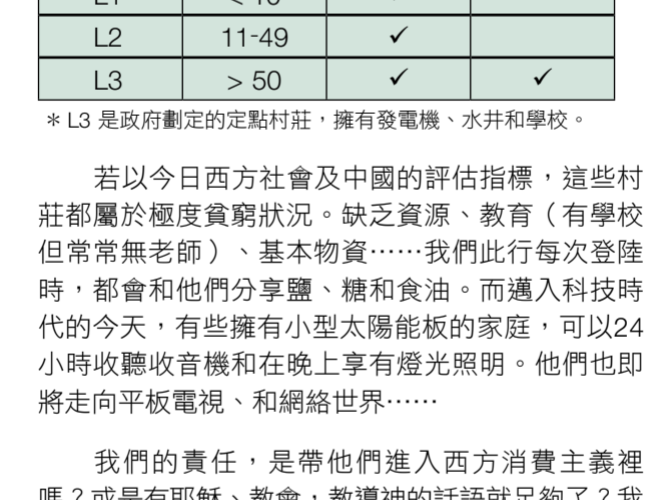 L2 11-49 ✓
L3 > 50 ✓ ✓
＊L3 是政府劃定的定點村莊，擁有發電機、水井和學校。
若以今日西方社會及中國的評估指標，這些村
莊都屬於極度貧窮狀況。缺乏資源、教育（有學校
但常常無老師）、基本物資⋯⋯我們此行每次登陸
時，都會和他們分享鹽、糖和食油。而邁入科技時
代的今天，有些擁有小型太陽能板的家庭，可以24
小時收聽收音機和在晚上享有燈光照明。他們也即
將走向平板電視、和網絡世界⋯⋯
我們的責任，是帶他們進入西方消費主義裡
嗎？或是有耶穌、教會，教導神的話語就足夠了？我